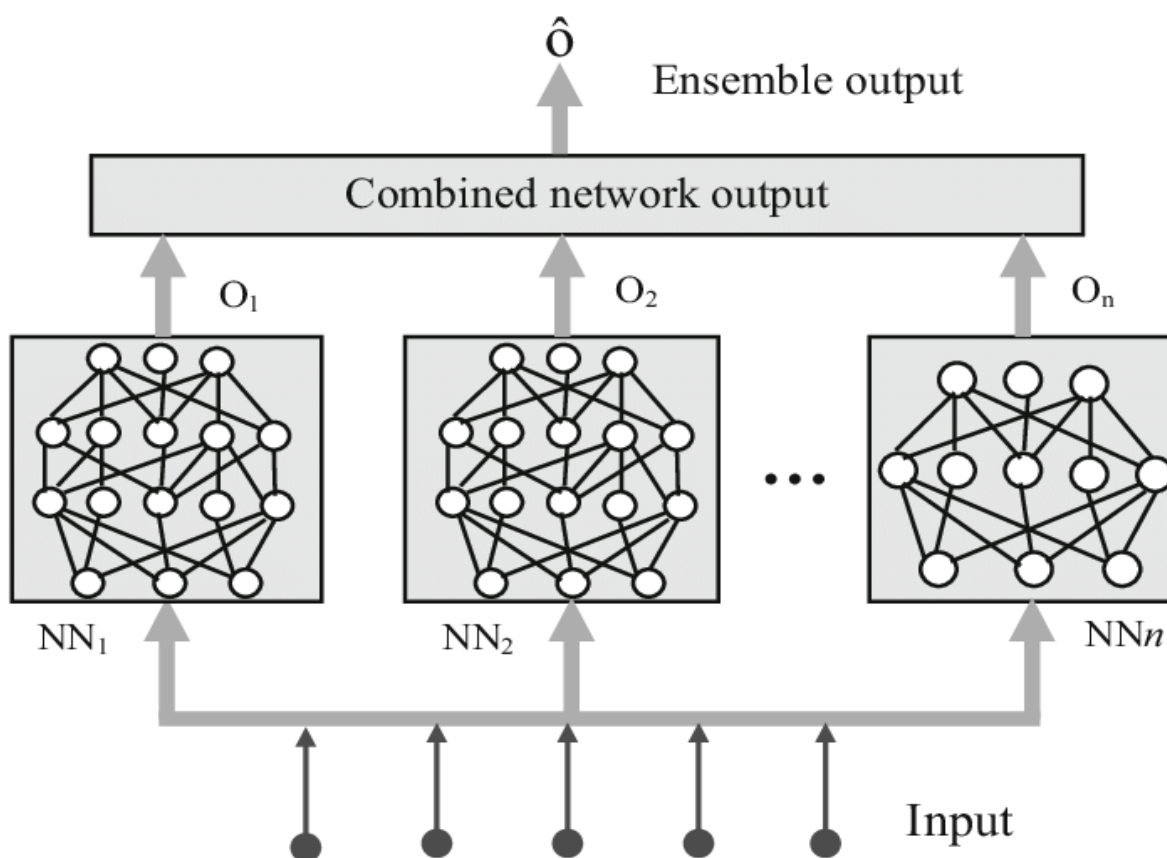 ô
Ensemble output
Combined network output
O₁
O₂
Oₙ
NN₁
NN₂
...
NNn
Input